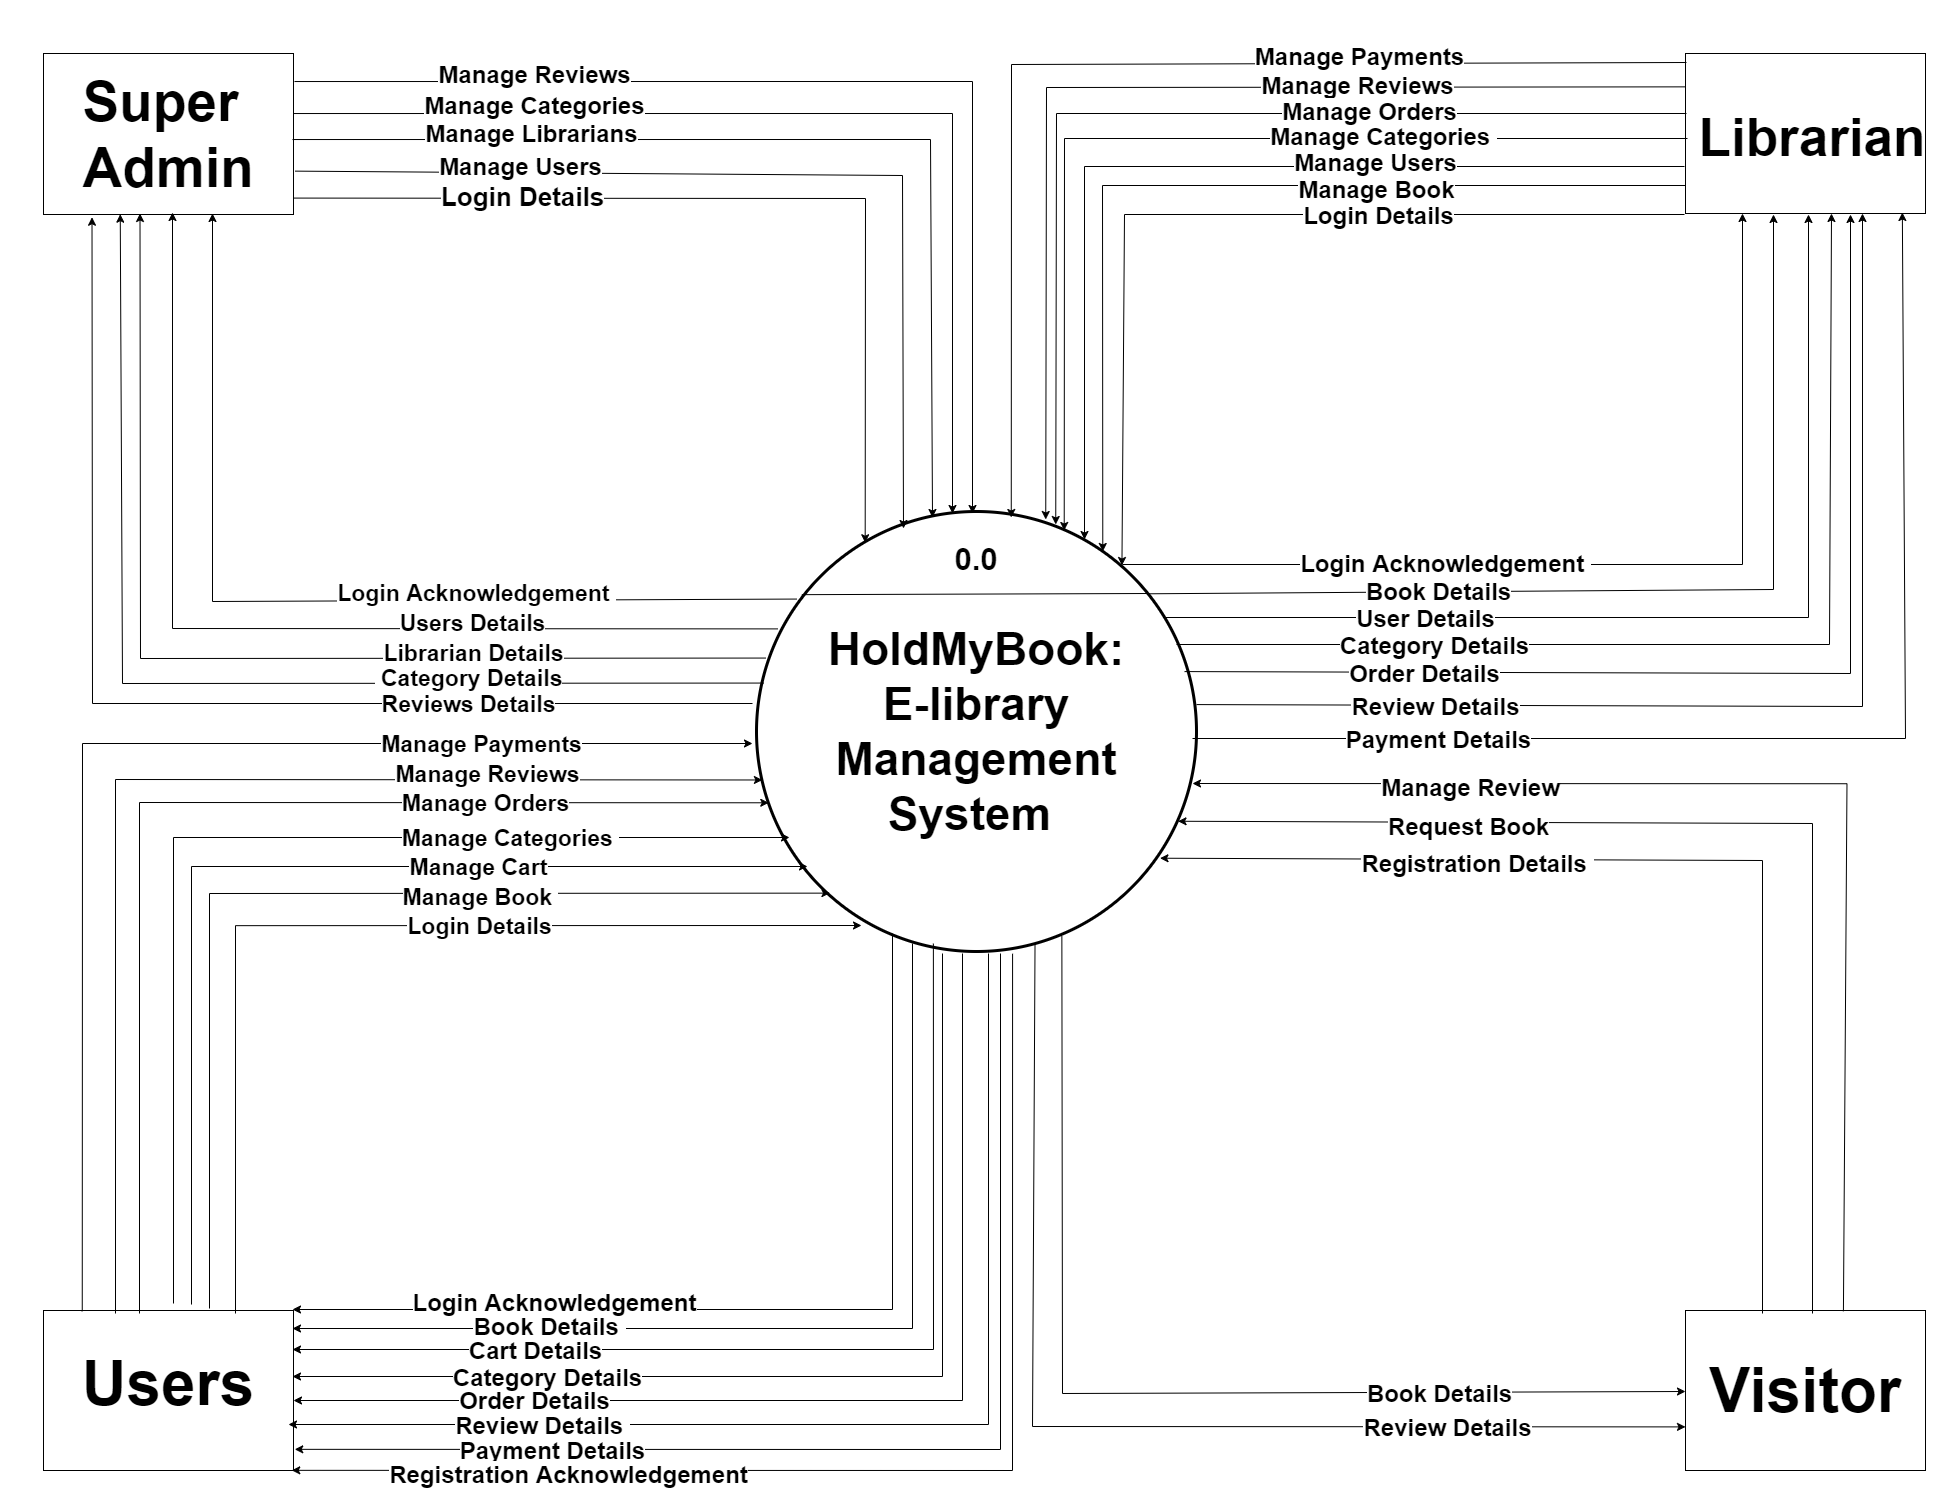 Super
Admin
Manage Reviews
Manage Categories
Manage Librarians
Manage Users
Login Details
Manage Payments
Manage Reviews
Manage Orders
Manage Categories
Manage Users
Manage Book
Login Details
Librarian
0.0
HoldMyBook:
E-library
Management
System
Login Acknowledgement
Users Details
Librarian Details
Category Details
Reviews Details
Login Acknowledgement
Book Details
User Details
Category Details
Order Details
Review Details
Payment Details
Manage Payments
Manage Reviews
Manage Orders
Manage Categories
Manage Cart
Manage Book
Login Details
Manage Review
Request Book
Registration Details
Users
Login Acknowledgement
Book Details
Cart Details
Category Details
Order Details
Review Details
Payment Details
Registration Acknowledgement
Book Details
Review Details
Visitor